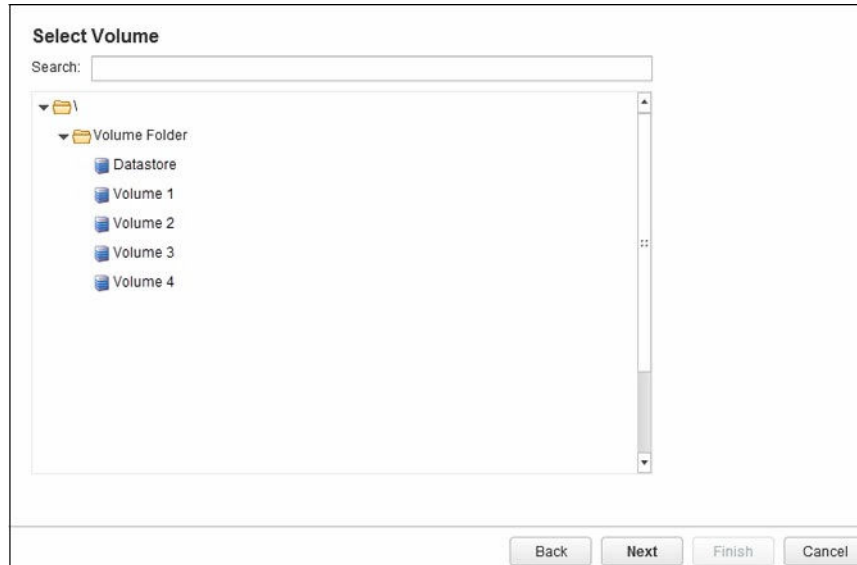 Select Volume
Search:
\
Volume Folder
Datastore
Volume 1
Volume 2
Volume 3
Volume 4
Back Next Finish Cancel